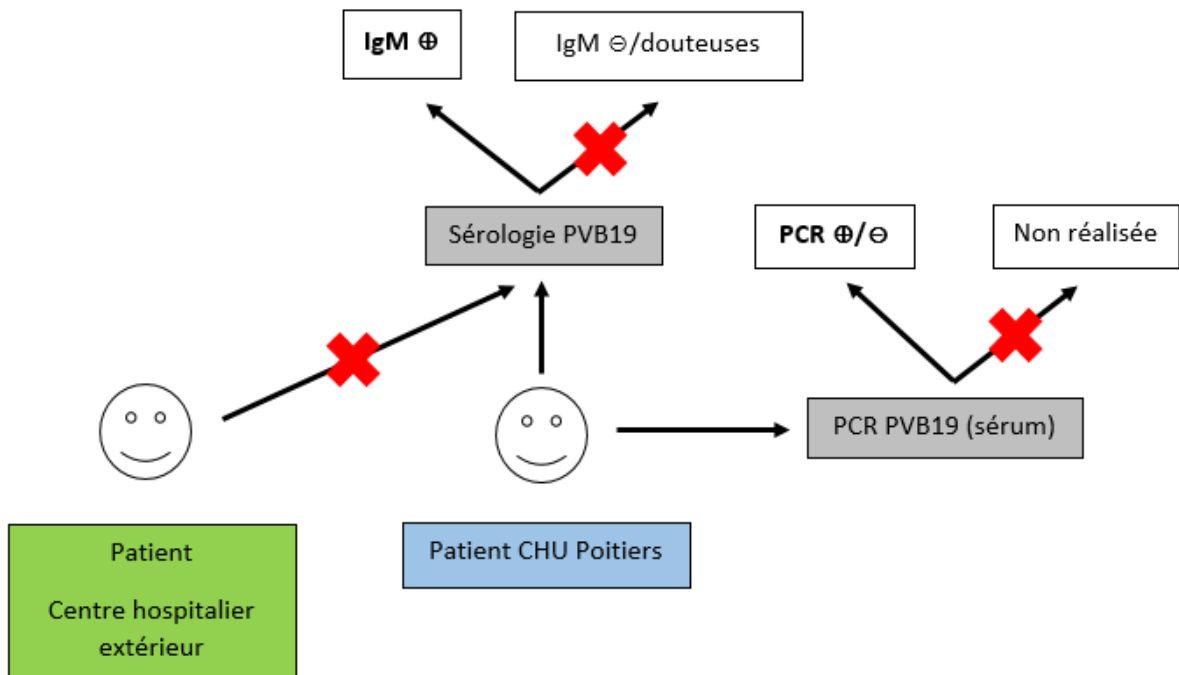 IgM ⊕
IgM ⊖/douteuses
Sérologie PVB19
PCR ⊕/⊖
Non réalisée
PCR PVB19 (sérum)
Patient
Centre hospitalier
extérieur
Patient CHU Poitiers